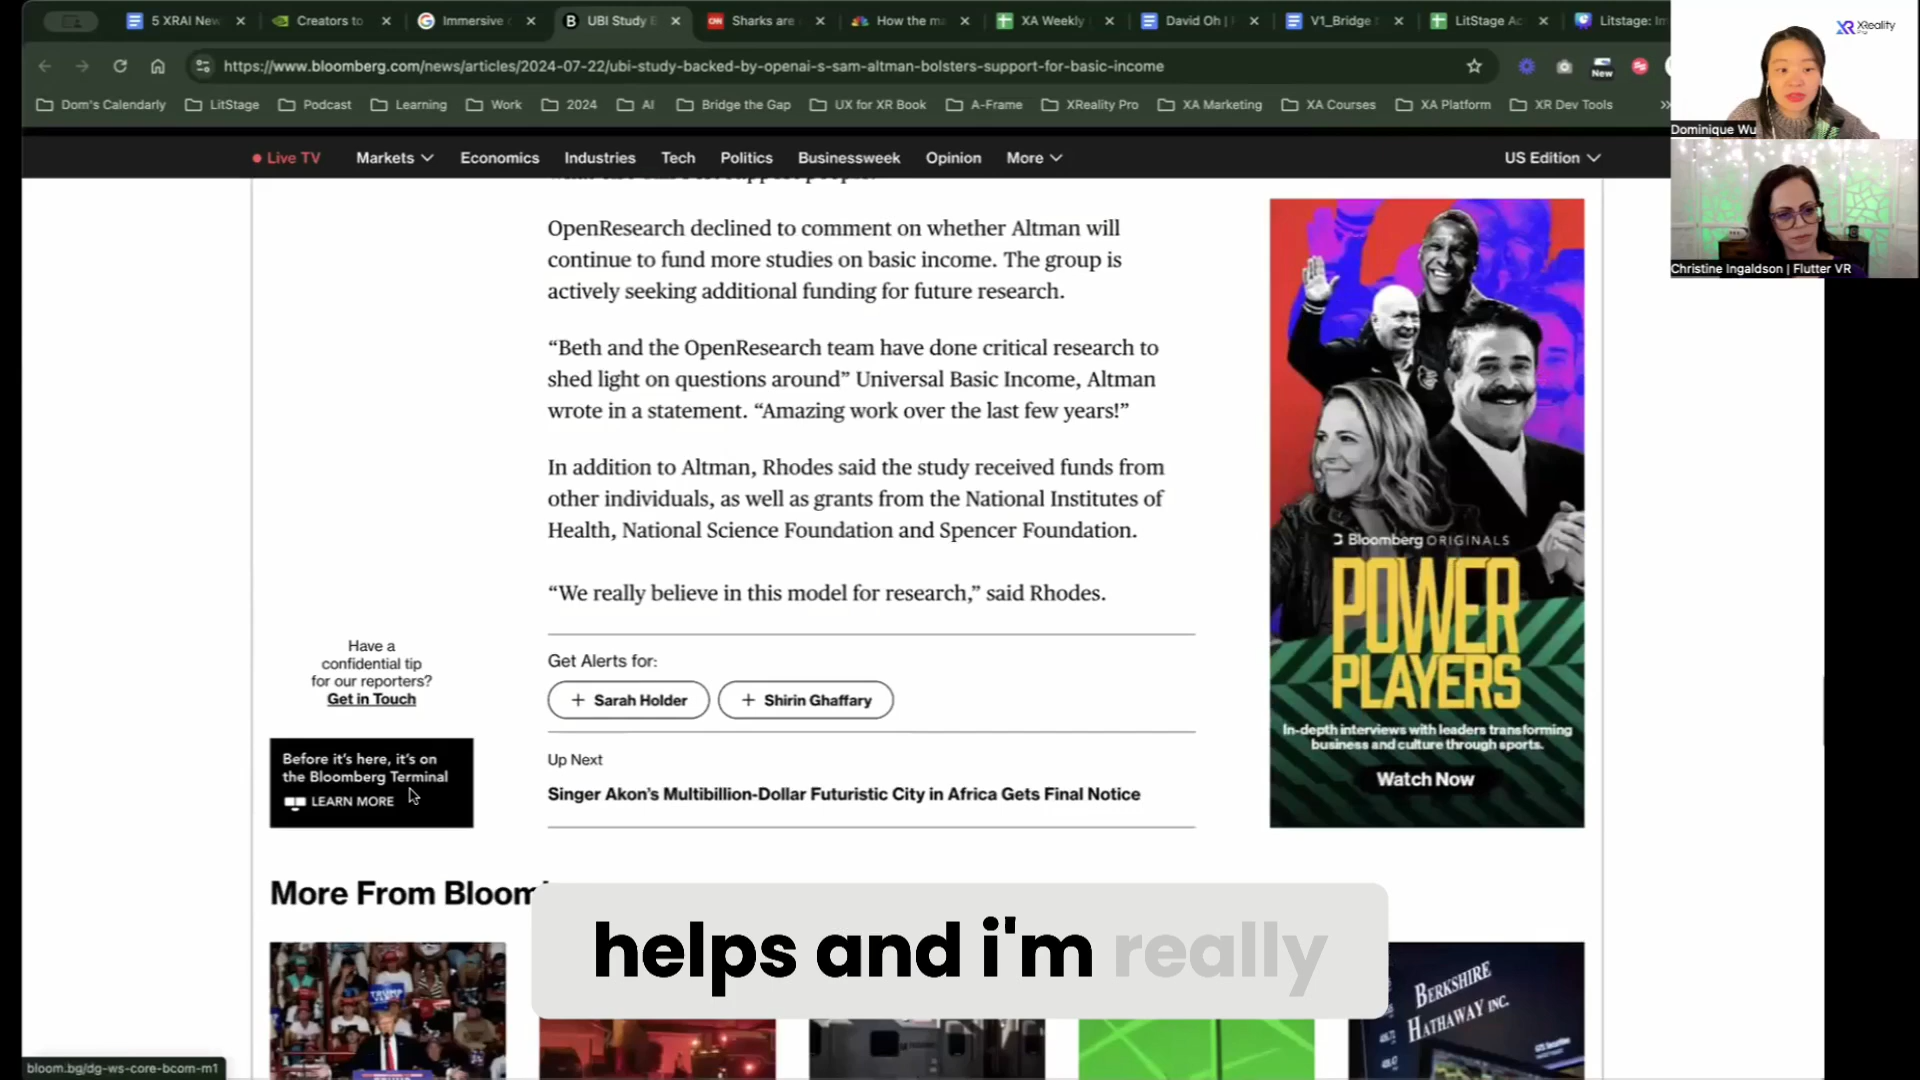 5 XRAI New
Creators to
Immersive
UBI Study B
Sharks are
How the m
XA Weekly
David Oh |
V1_Bridge
LitStage Ac
Litstage: Im
https://www.bloomberg.com/news/articles/2024-07-22/ubi-study-backed-by-openai-s-sam-altman-bolsters-support-for-basic-income
New
Dom's Calendarly
LitStage
Podcast
Learning
Work
2024
AI
Bridge the Gap
UX for XR Book
A-Frame
XReality Pro
XA Marketing
XA Courses
XA Platform
XR Dev Tools
XReality
Dominique Wu
Christine Ingaldson | Flutter VR
Live TV
Markets
Economics
Industries
Tech
Politics
Businessweek
Opinion
More
US Edition
OpenResearch declined to comment on whether Altman will
continue to fund more studies on basic income. The group is
actively seeking additional funding for future research.
“Beth and the OpenResearch team have done critical research to
shed light on questions around” Universal Basic Income, Altman
wrote in a statement. “Amazing work over the last few years!”
In addition to Altman, Rhodes said the study received funds from
other individuals, as well as grants from the National Institutes of
Health, National Science Foundation and Spencer Foundation.
“We really believe in this model for research,” said Rhodes.
Have a
confidential tip
for our reporters?
Get in Touch
Get Alerts for:
+ Sarah Holder
+ Shirin Ghaffary
Before it’s here, it’s on
the Bloomberg Terminal
LEARN MORE
Up Next
Singer Akon’s Multibillion-Dollar Futuristic City in Africa Gets Final Notice
Bloomberg ORIGINALS
POWER
PLAYERS
In-depth interviews with leaders transforming
business and culture through sports.
Watch Now
More From Bloom
helps and i'm really
TRUMP
BERKSHIRE
HATHAWAY INC.
bloom.bg/dg-ws-core-bcom-m1